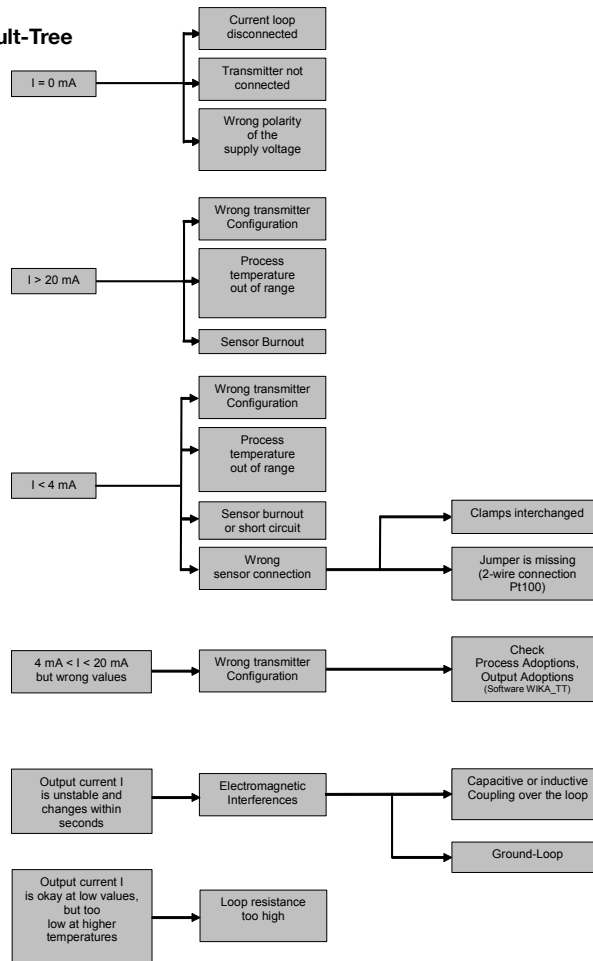 ult-Tree
I = 0 mA
Current loop
disconnected
Transmitter not
connected
Wrong polarity
of the
supply voltage
I > 20 mA
Wrong transmitter
Configuration
Process
temperature
out of range
Sensor Burnout
I < 4 mA
Wrong transmitter
Configuration
Process
temperature
out of range
Sensor burnout
or short circuit
Wrong
sensor connection
Clamps interchanged
Jumper is missing
(2-wire connection
Pt100)
4 mA < I < 20 mA
but wrong values
Wrong transmitter
Configuration
Check
Process Adoptions,
Output Adoptions
(Software WIKA_TT)
Output current I
is unstable and
changes within
seconds
Electromagnetic
Interferences
Capacitive or inductive
Coupling over the loop
Ground-Loop
Output current I
is okay at low values,
but too
low at higher
temperatures
Loop resistance
too high